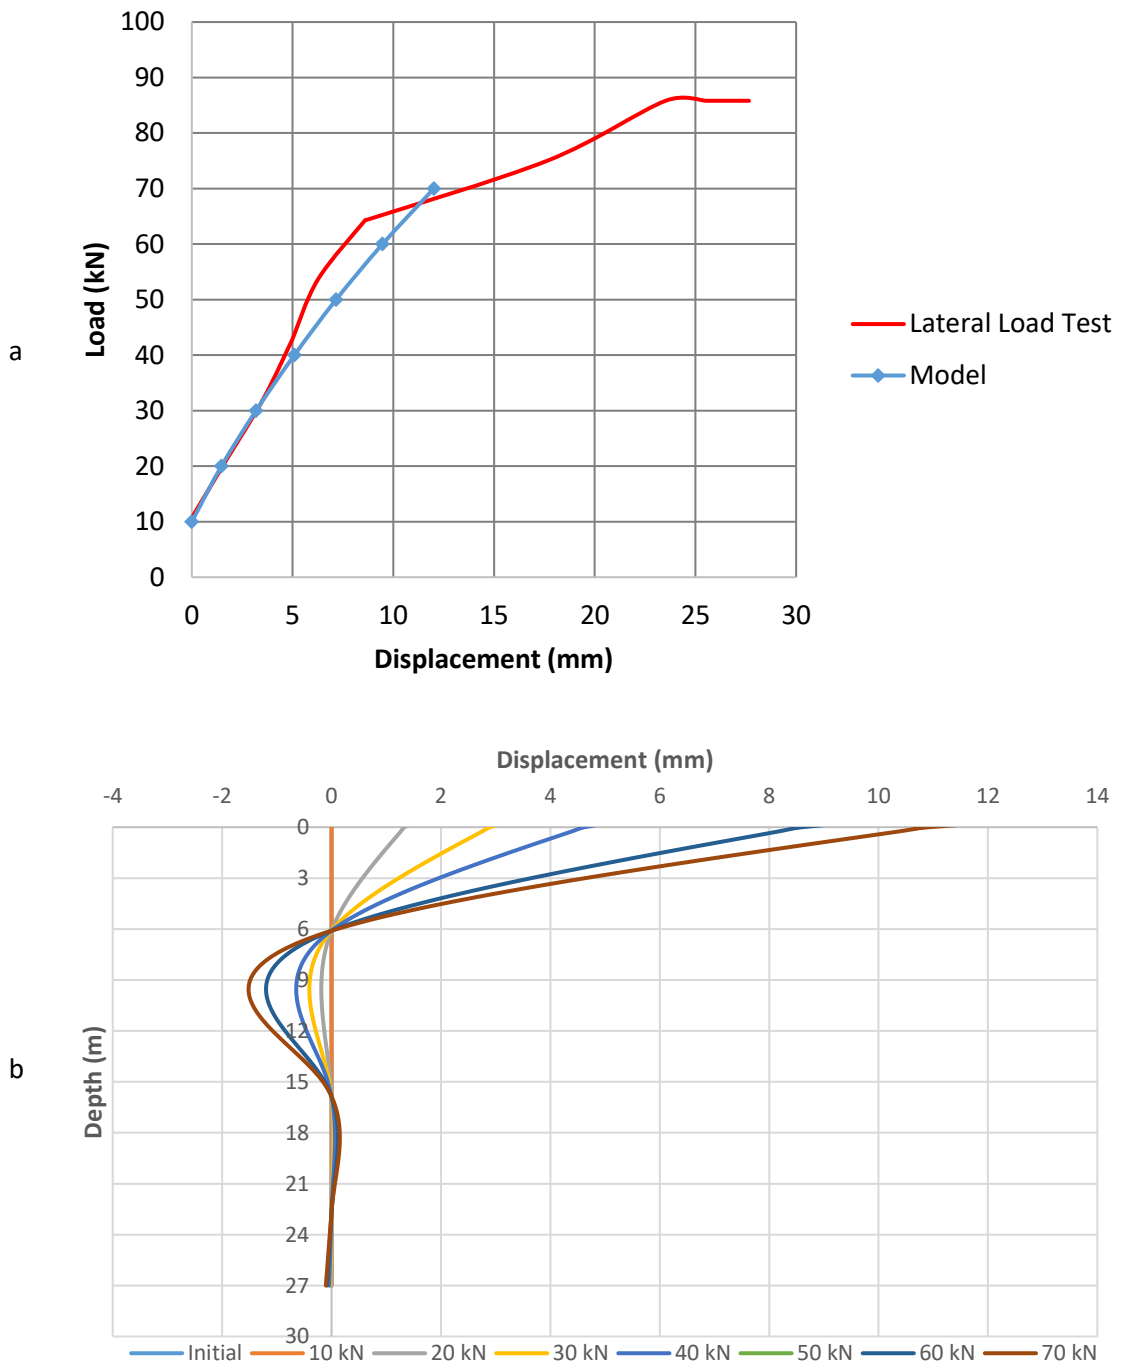 100
90
80
70
60
50
40
30
20
10
0
Load (kN)
a
0 5 10 15 20 25 30
Displacement (mm)
Lateral Load Test
Model
Displacement (mm)
-4 -2 0 2 4 6 8 10 12 14
0
3
6
9
12
15
18
21
24
27
30
Depth (m)
b
Initial 10 kN 20 kN 30 kN 40 kN 50 kN 60 kN 70 kN